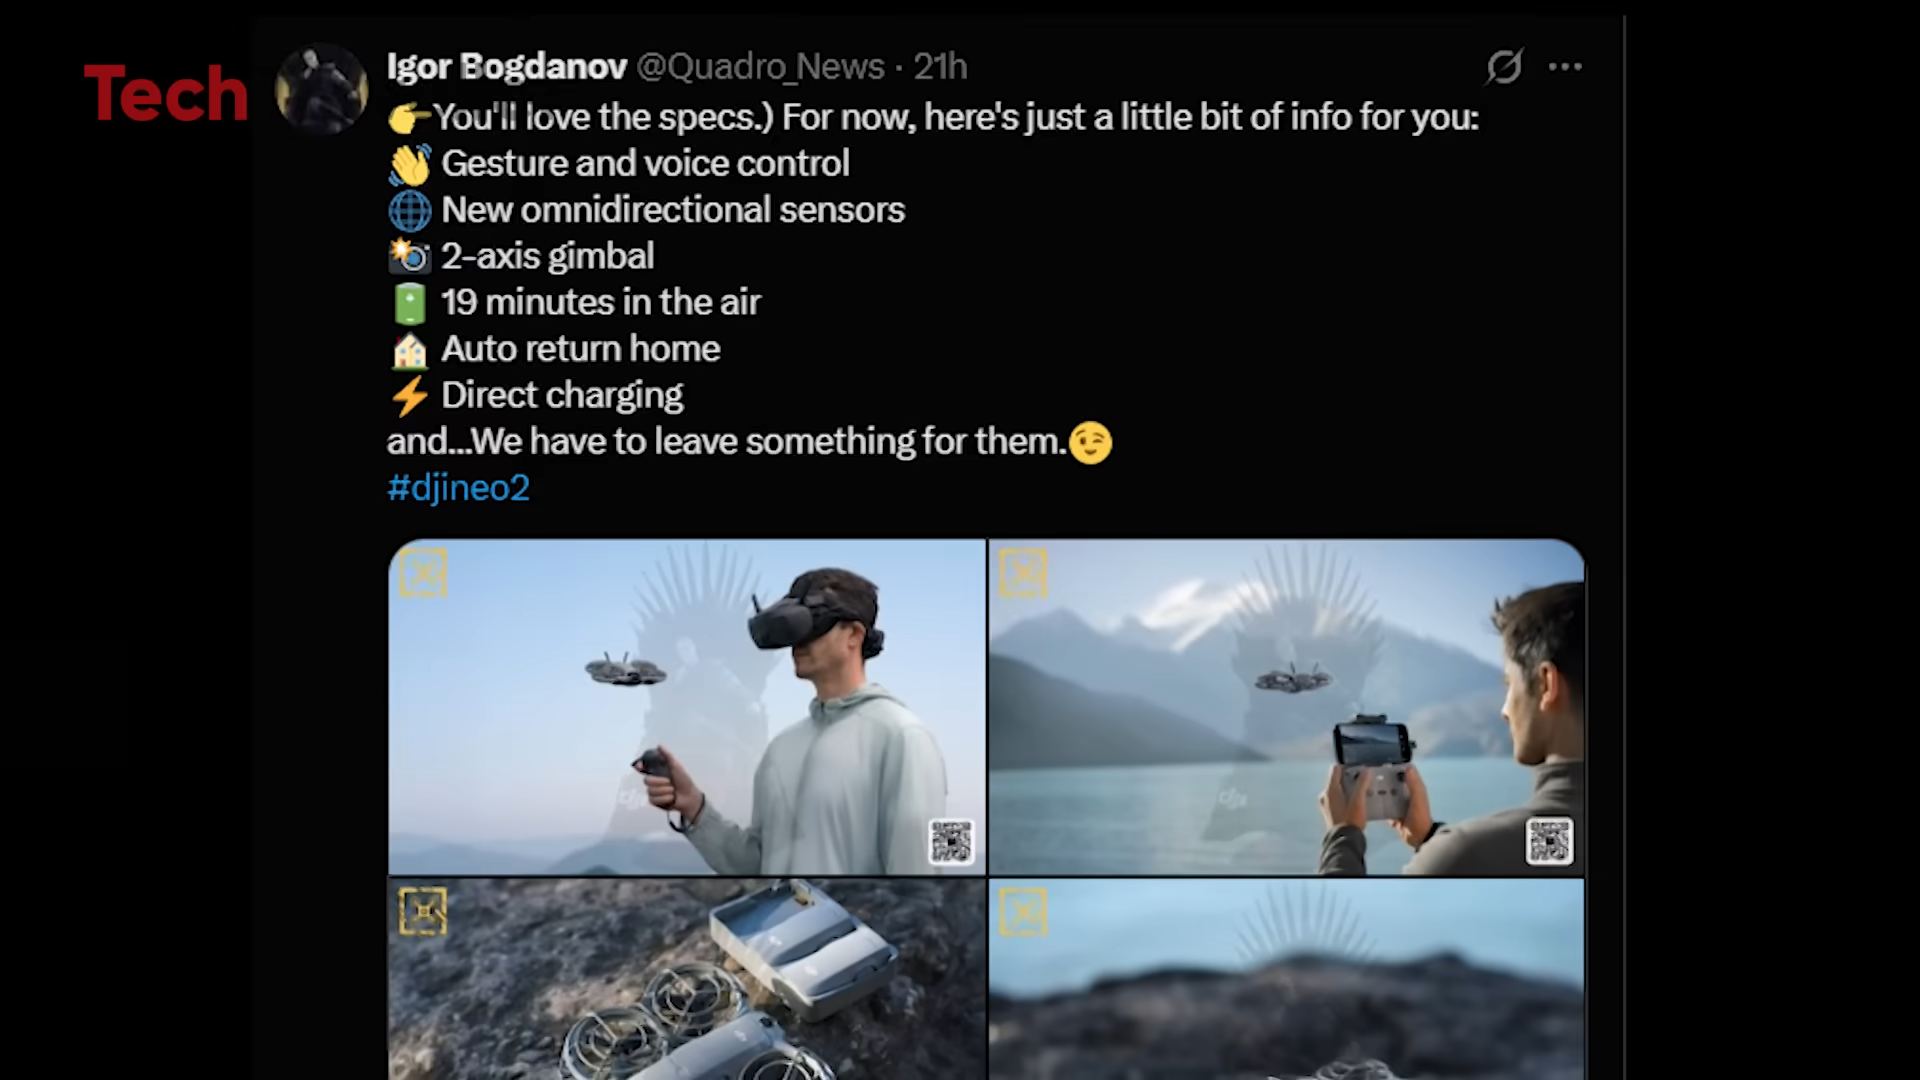 Tech
Igor Bogdanov @Quadro_News · 21h
👉You'll love the specs.) For now, here's just a little bit of info for you:
👋 Gesture and voice control
🌐 New omnidirectional sensors
📸 2-axis gimbal
🔋 19 minutes in the air
🏠 Auto return home
⚡ Direct charging
and...We have to leave something for them.😉
#djineo2
dji
dji